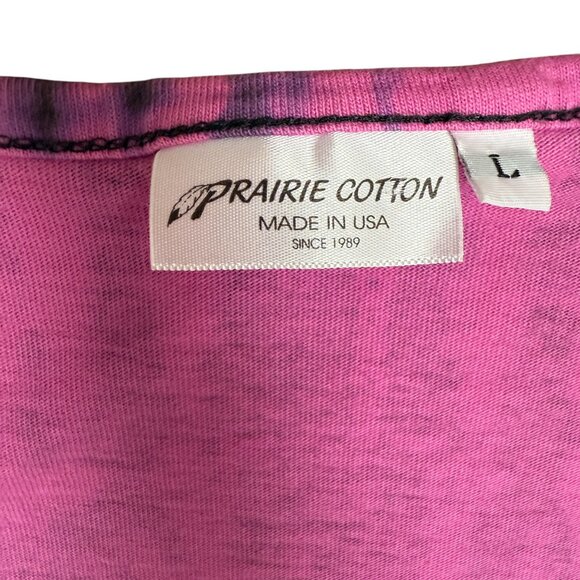 PRAIRIE COTTON
MADE IN USA
SINCE 1989
L